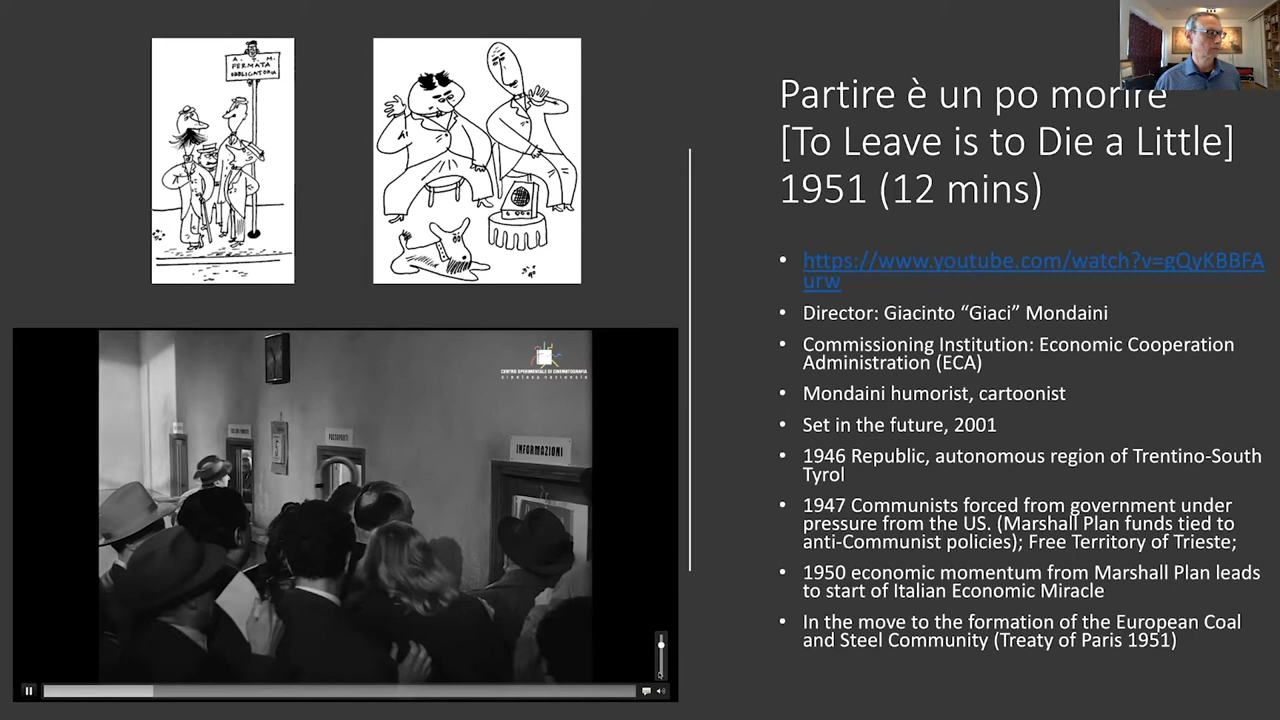 A. T. M.
FERMATA
OBBLIGATORIA
Partire è un po morire
[To Leave is to Die a Little]
1951 (12 mins)
• https://www.youtube.com/watch?v=gQyKBBFA
urw
• Director: Giacinto “Giaci” Mondaini
• Commissioning Institution: Economic Cooperation
Administration (ECA)
• Mondaini humorist, cartoonist
• Set in the future, 2001
• 1946 Republic, autonomous region of Trentino-South
Tyrol
• 1947 Communists forced from government under
pressure from the US. (Marshall Plan funds tied to
anti-Communist policies); Free Territory of Trieste;
• 1950 economic momentum from Marshall Plan leads
to start of Italian Economic Miracle
• In the move to the formation of the European Coal
and Steel Community (Treaty of Paris 1951)
CENTRO SPERIMENTALE DI CINEMATOGRAFIA
cineteca nazionale
PASSAPORTI
5
INFORMAZIONI